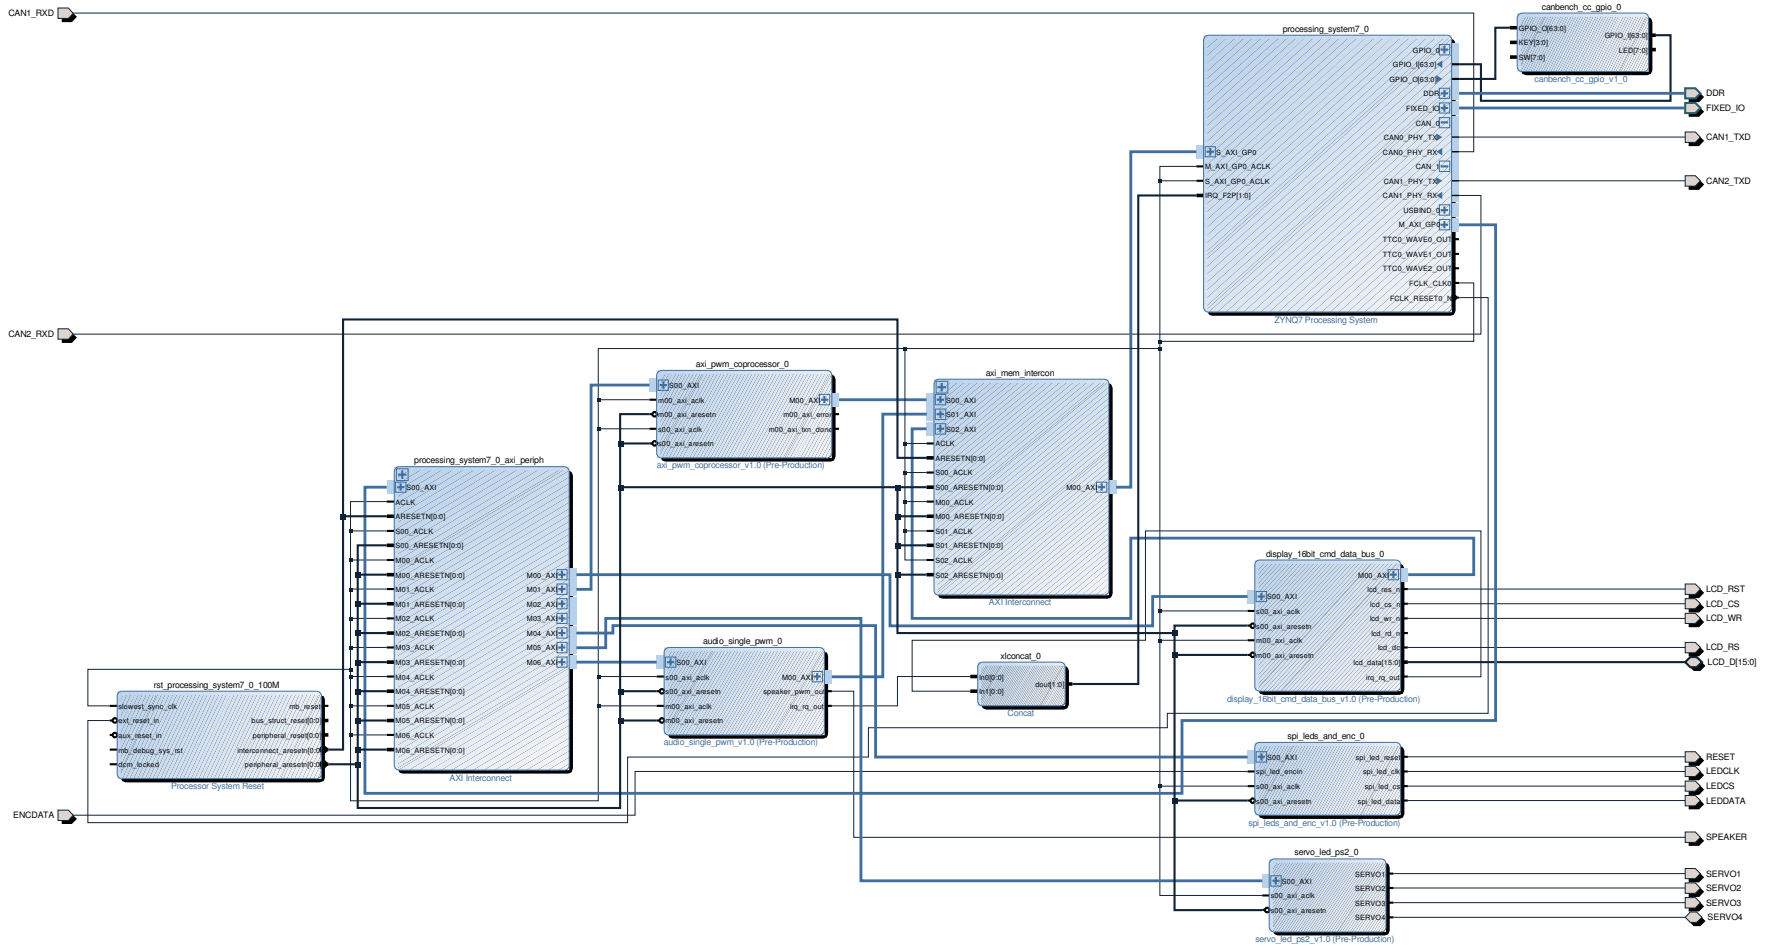 CAN1_RXD
canbench_cc_gpio_0
GPIO_O[63:0]
KEY[3:0]
SW[7:0]
GPIO_I[63:0]
LED[7:0]
canbench_cc_gpio_v1_0
processing_system7_0
S_AXI_GP0
M_AXI_GP0_ACLK
S_AXI_GP0_ACLK
IRQ_F2P[1:0]
GPIO_0
GPIO_I[63:0]
GPIO_O[63:0]
DDR
FIXED_IO
CAN_0
CAN0_PHY_TX
CAN0_PHY_RX
CAN_1
CAN1_PHY_TX
CAN1_PHY_RX
USBIND_0
M_AXI_GP0
TTC0_WAVE0_OUT
TTC0_WAVE1_OUT
TTC0_WAVE2_OUT
FCLK_CLK0
FCLK_RESET0_N
ZYNQ7 Processing System
DDR
FIXED_IO
CAN1_TXD
CAN2_TXD
CAN2_RXD
axi_pwm_coprocessor_0
S00_AXI
m00_axi_aclk
m00_axi_aresetn
s00_axi_aclk
s00_axi_aresetn
M00_AXI
m00_axi_error
m00_axi_txn_done
axi_pwm_coprocessor_v1.0 (Pre-Production)
axi_mem_intercon
S00_AXI
S01_AXI
S02_AXI
ACLK
ARESETN[0:0]
S00_ACLK
S00_ARESETN[0:0]
M00_ACLK
M00_ARESETN[0:0]
S01_ACLK
S01_ARESETN[0:0]
S02_ACLK
S02_ARESETN[0:0]
M00_AXI
AXI Interconnect
processing_system7_0_axi_periph
S00_AXI
ACLK
ARESETN[0:0]
S00_ACLK
S00_ARESETN[0:0]
M00_ACLK
M00_ARESETN[0:0]
M01_ACLK
M01_ARESETN[0:0]
M02_ACLK
M02_ARESETN[0:0]
M03_ACLK
M03_ARESETN[0:0]
M04_ACLK
M04_ARESETN[0:0]
M05_ACLK
M05_ARESETN[0:0]
M06_ACLK
M06_ARESETN[0:0]
M00_AXI
M01_AXI
M02_AXI
M03_AXI
M04_AXI
M05_AXI
M06_AXI
AXI Interconnect
display_16bit_cmd_data_bus_0
S00_AXI
s00_axi_aclk
s00_axi_aresetn
m00_axi_aclk
m00_axi_aresetn
M00_AXI
lcd_res_n
lcd_cs_n
lcd_wr_n
lcd_rd_n
lcd_dc
lcd_data[15:0]
irq_rq_out
display_16bit_cmd_data_bus_v1.0 (Pre-Production)
LCD_RST
LCD_CS
LCD_WR
LCD_RS
LCD_D[15:0]
audio_single_pwm_0
S00_AXI
s00_axi_aclk
s00_axi_aresetn
m00_axi_aclk
m00_axi_aresetn
M00_AXI
speaker_pwm_out
irq_rq_out
audio_single_pwm_v1.0 (Pre-Production)
xlconcat_0
In0[0:0]
In1[0:0]
dout[1:0]
Concat
rst_processing_system7_0_100M
slowest_sync_clk
ext_reset_in
aux_reset_in
mb_debug_sys_rst
dcm_locked
mb_reset
bus_struct_reset[0:0]
peripheral_reset[0:0]
interconnect_aresetn[0:0]
peripheral_aresetn[0:0]
Processor System Reset
spi_leds_and_enc_0
S00_AXI
spi_led_encin
s00_axi_aclk
s00_axi_aresetn
spi_led_reset
spi_led_clk
spi_led_cs
spi_led_data
spi_leds_and_enc_v1.0 (Pre-Production)
RESET
LEDCLK
LEDCS
LEDDATA
ENCDATA
SPEAKER
servo_led_ps2_0
S00_AXI
s00_axi_aclk
s00_axi_aresetn
SERVO1
SERVO2
SERVO3
SERVO4
servo_led_ps2_v1.0 (Pre-Production)
SERVO1
SERVO2
SERVO3
SERVO4